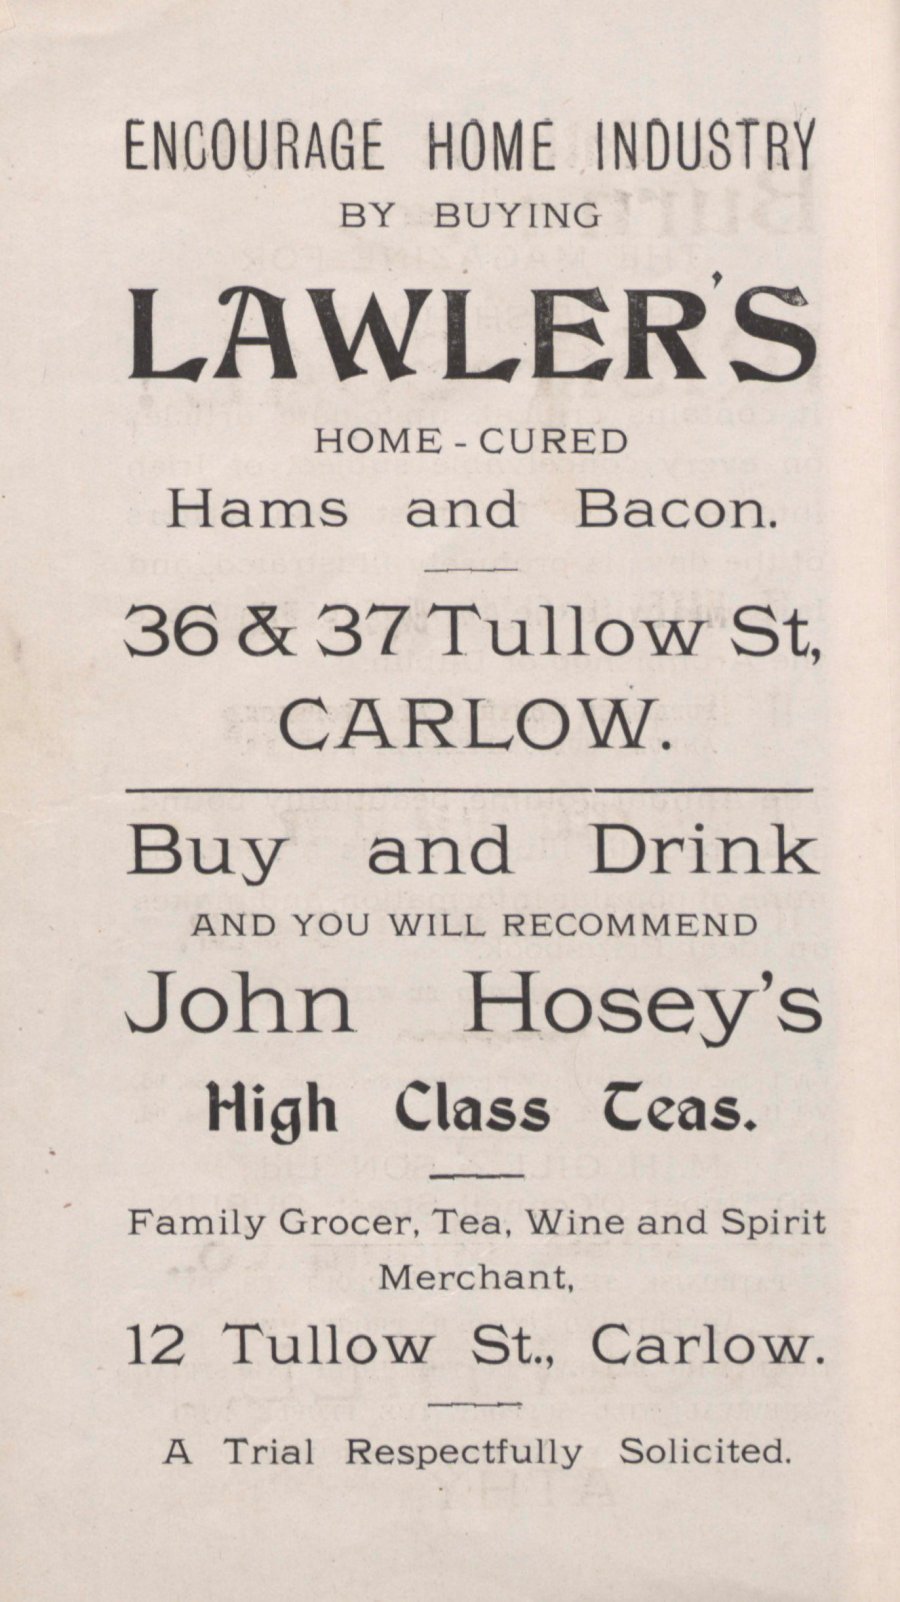 ENCOURAGE HOME INDUSTRY
BY BUYING
LAWLER'S
HOME - CURED
Hams and Bacon.
36 & 37 Tullow St,
CARLOW.
Buy and Drink
AND YOU WILL RECOMMEND
John Hosey's
High Class Teas.
Family Grocer, Tea, Wine and Spirit
Merchant,
12 Tullow St., Carlow.
A Trial Respectfully Solicited.